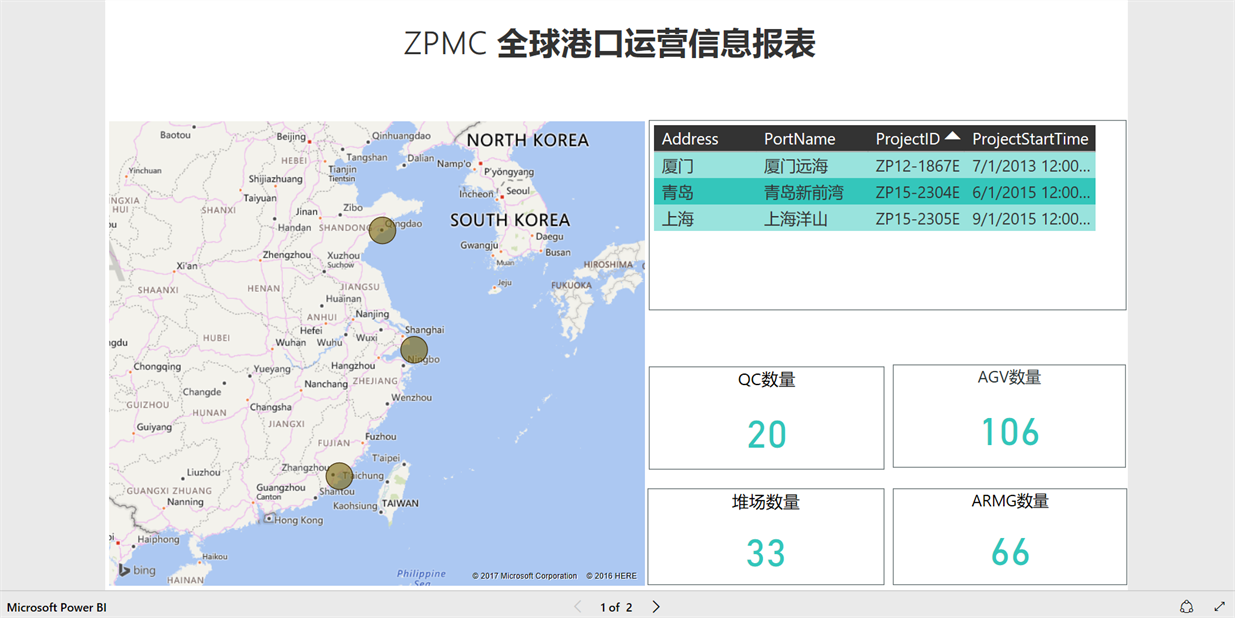 ZPMC 全球港口运营信息报表
Baotou
Beijing
Qinhuangdao
NORTH KOREA
HEBEI
Tangshan
Dalian
Namp'o
Yinchuan
Tianjin
Tientsin
P'yŏngyang
Shijiazhuang
Incheon
Seoul
NINGXIA
HUI
SHANXI
Taiyuan
Zibo
Jinan
SOUTH KOREA
Handan
SHANDONG
Qingdao
Daegu
Gwangju
Busan
Zhengzhou
Xuzhou
Suchow
Muan
Xi'an
HIROSHIMA
Jeju
SHAANXI
HENAN
JIANGSU
FUKUOKA
Huainan
ANHUI
Nanjing
Hefei
Shanghai
HUBEI
Wuhan
Wuhu
Wuxi
Ningbo
Chongqing
Yueyang
Hangzhou
Nanchang
ZHEJIANG
Changde
Wenzhou
GUIZHOU
HUNAN
Changsha
JIANGXI
Guiyang
FUJIAN
Fuzhou
T'aipei
Zhangzhou
Taichung
Liuzhou
GUANGXI ZHUANG
Guangzhou
Canton
Shantou
Nanning
Kaohsiung
TAIWAN
Hong Kong
Haiphong
Haikou
bing
HAINAN
Philippine
Sea
© 2017 Microsoft Corporation © 2016 HERE
Address PortName ProjectID ProjectStartTime
厦门 厦门远海 ZP12-1867E 7/1/2013 12:00...
青岛 青岛新前湾 ZP15-2304E 6/1/2015 12:00...
上海 上海洋山 ZP15-2305E 9/1/2015 12:00...
QC数量
20
AGV数量
106
堆场数量
33
ARMG数量
66
Microsoft Power BI
1 of 2